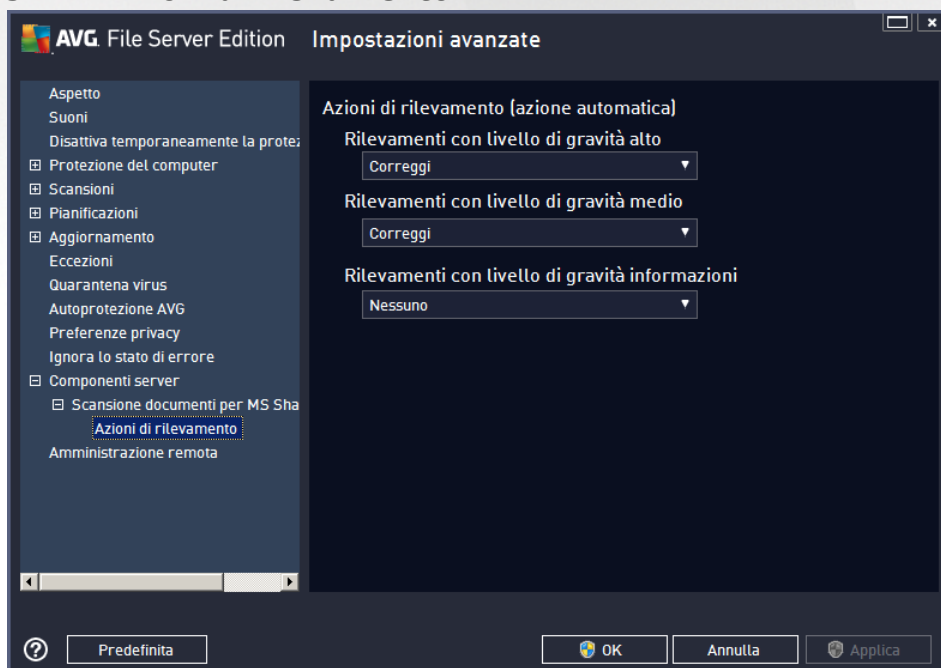 AVG. File Server Edition Impostazioni avanzate
Aspetto
Suoni
Disattiva temporaneamente la protez
Protezione del computer
Scansioni
Pianificazioni
Aggiornamento
Eccezioni
Quarantena virus
Autoprotezione AVG
Preferenze privacy
Ignora lo stato di errore
Componenti server
Scansione documenti per MS Sha
Azioni di rilevamento
Amministrazione remota
Azioni di rilevamento (azione automatica)
Rilevamenti con livello di gravità alto
Correggi
Rilevamenti con livello di gravità medio
Correggi
Rilevamenti con livello di gravità informazioni
Nessuno
Predefinita
OK
Annulla
Applica